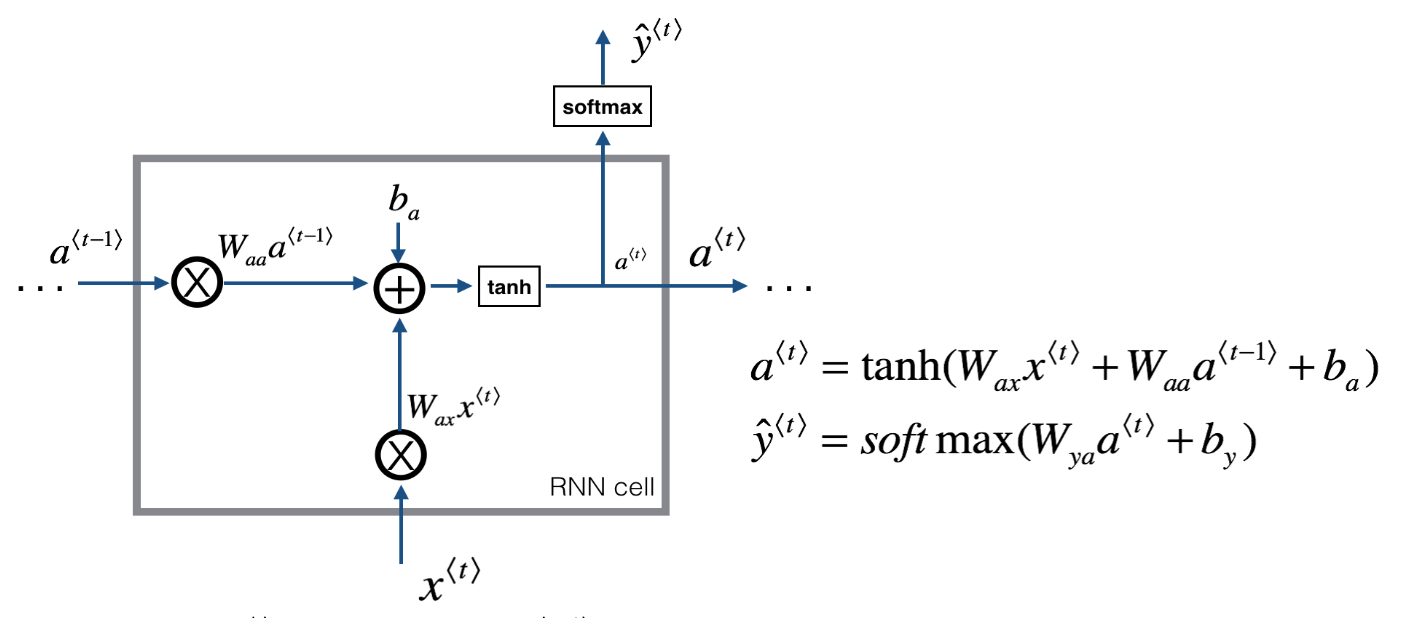 ŷ⟨t⟩
softmax
b_a
a⟨t−1⟩
W_aa a⟨t−1⟩
a⟨t⟩
a⟨t⟩
. . .
tanh
. . .
a⟨t⟩ = tanh(W_ax x⟨t⟩ + W_aa a⟨t−1⟩ + b_a)
W_ax x⟨t⟩
ŷ⟨t⟩ = soft max(W_ya a⟨t⟩ + b_y)
RNN cell
x⟨t⟩